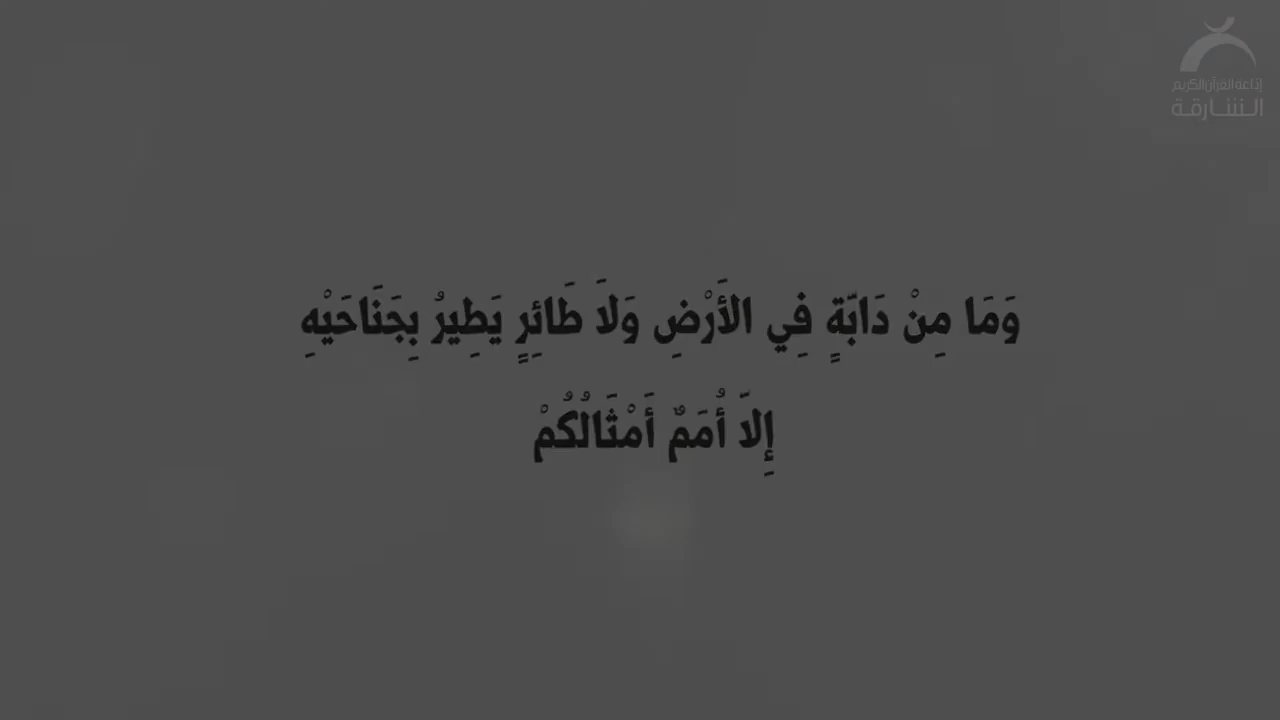 إذاعة القرآن الكريم
الشارقة
وَمَا مِنْ دَابَّةٍ فِي الأَرْضِ وَلاَ طَائِرٍ يَطِيرُ بِجَنَاحَيْهِ
إِلاَّ أُمَمٌ أَمْثَالُكُمْ